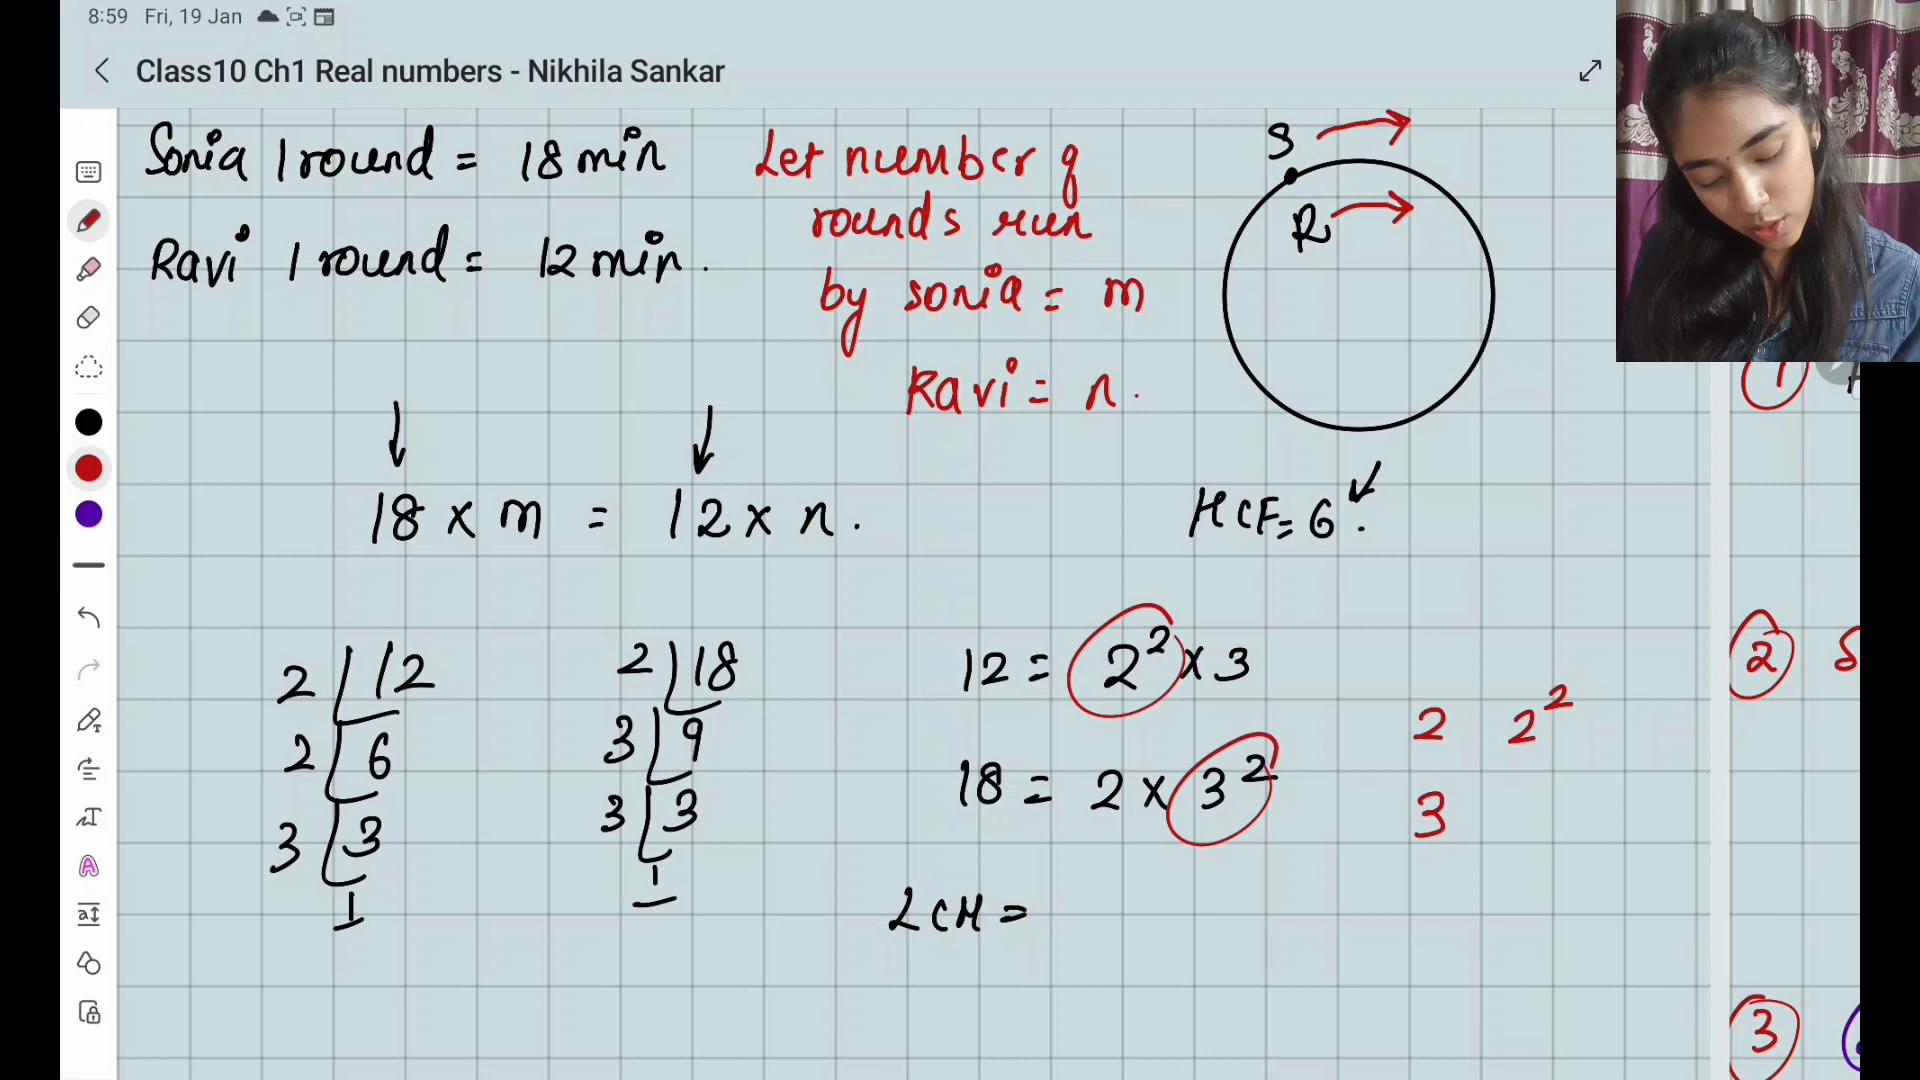 8:59 Fri, 19 Jan
Class10 Ch1 Real numbers - Nikhila Sankar
Sonia 1 round = 18 min
Ravi 1 round = 12 min.
Let number of
rounds run
by sonia = m
Ravi = n.
S
R
18 x m = 12 x n.
HCF = 6.
2 12
2 6
3 3
1
2 18
3 9
3 3
1
12 = 2² x 3
18 = 2 x 3²
2 2²
3
LCM =
1
2 S
3